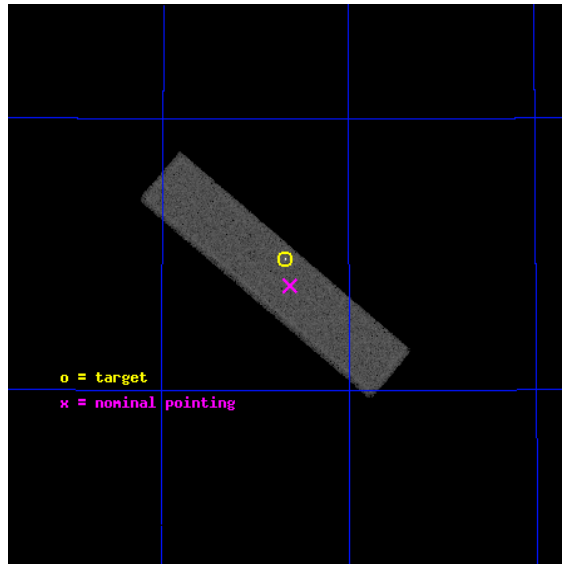 o = target
x = nominal pointing